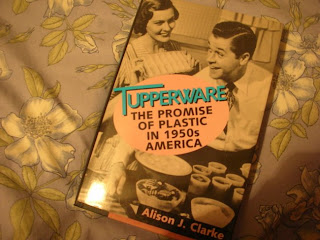 TUPPERWARE
THE PROMISE
OF PLASTIC
IN 1950s
AMERICA
Alison J. Clarke